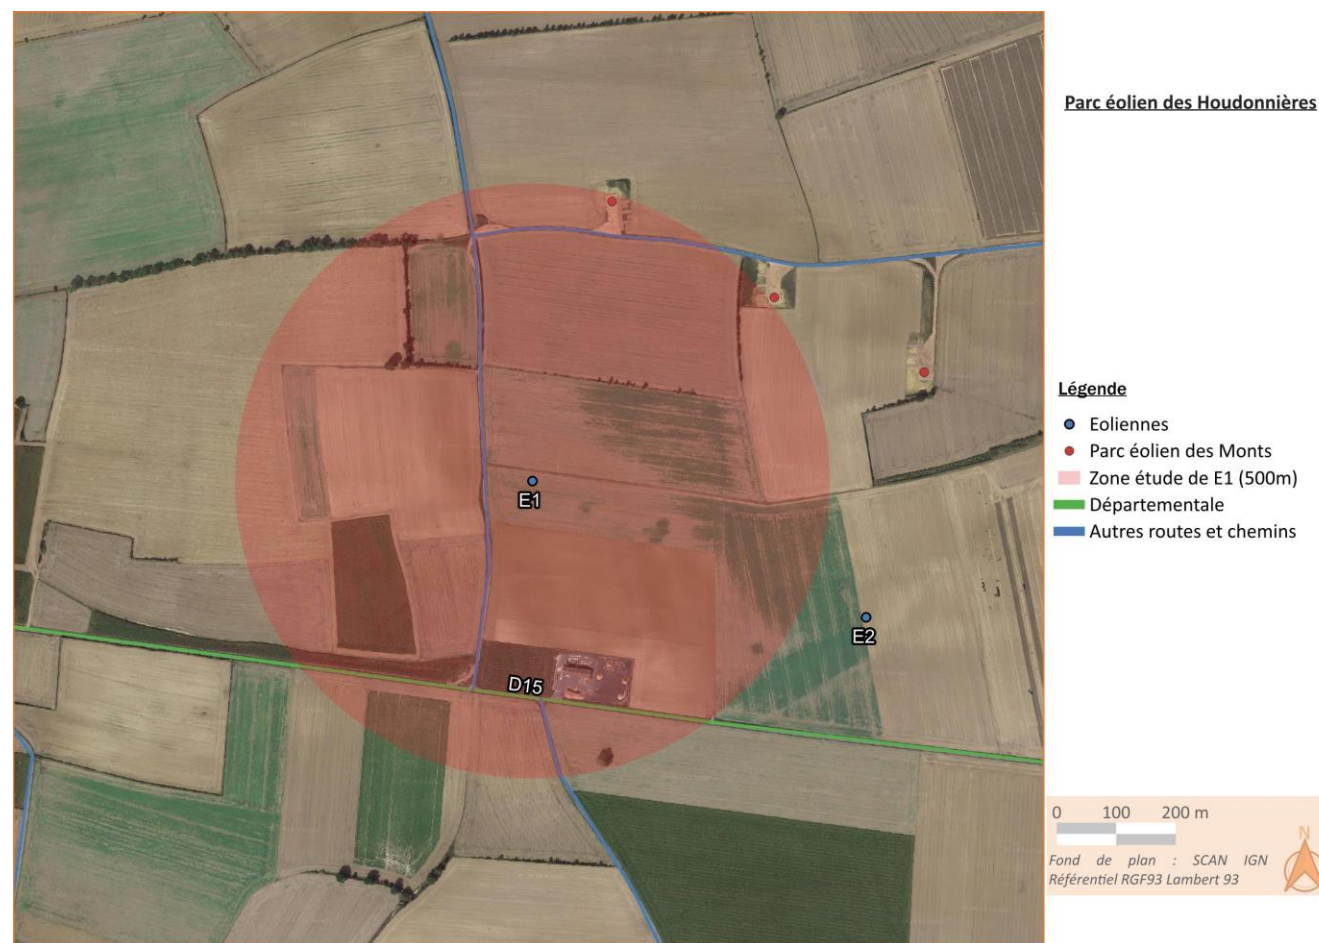 Parc éolien des Houdonnières
E1
E2
D15
Légende
Eoliennes
Parc éolien des Monts
Zone étude de E1 (500m)
Départementale
Autres routes et chemins
0 100 200 m
N
Fond de plan : SCAN IGN
Référentiel RGF93 Lambert 93